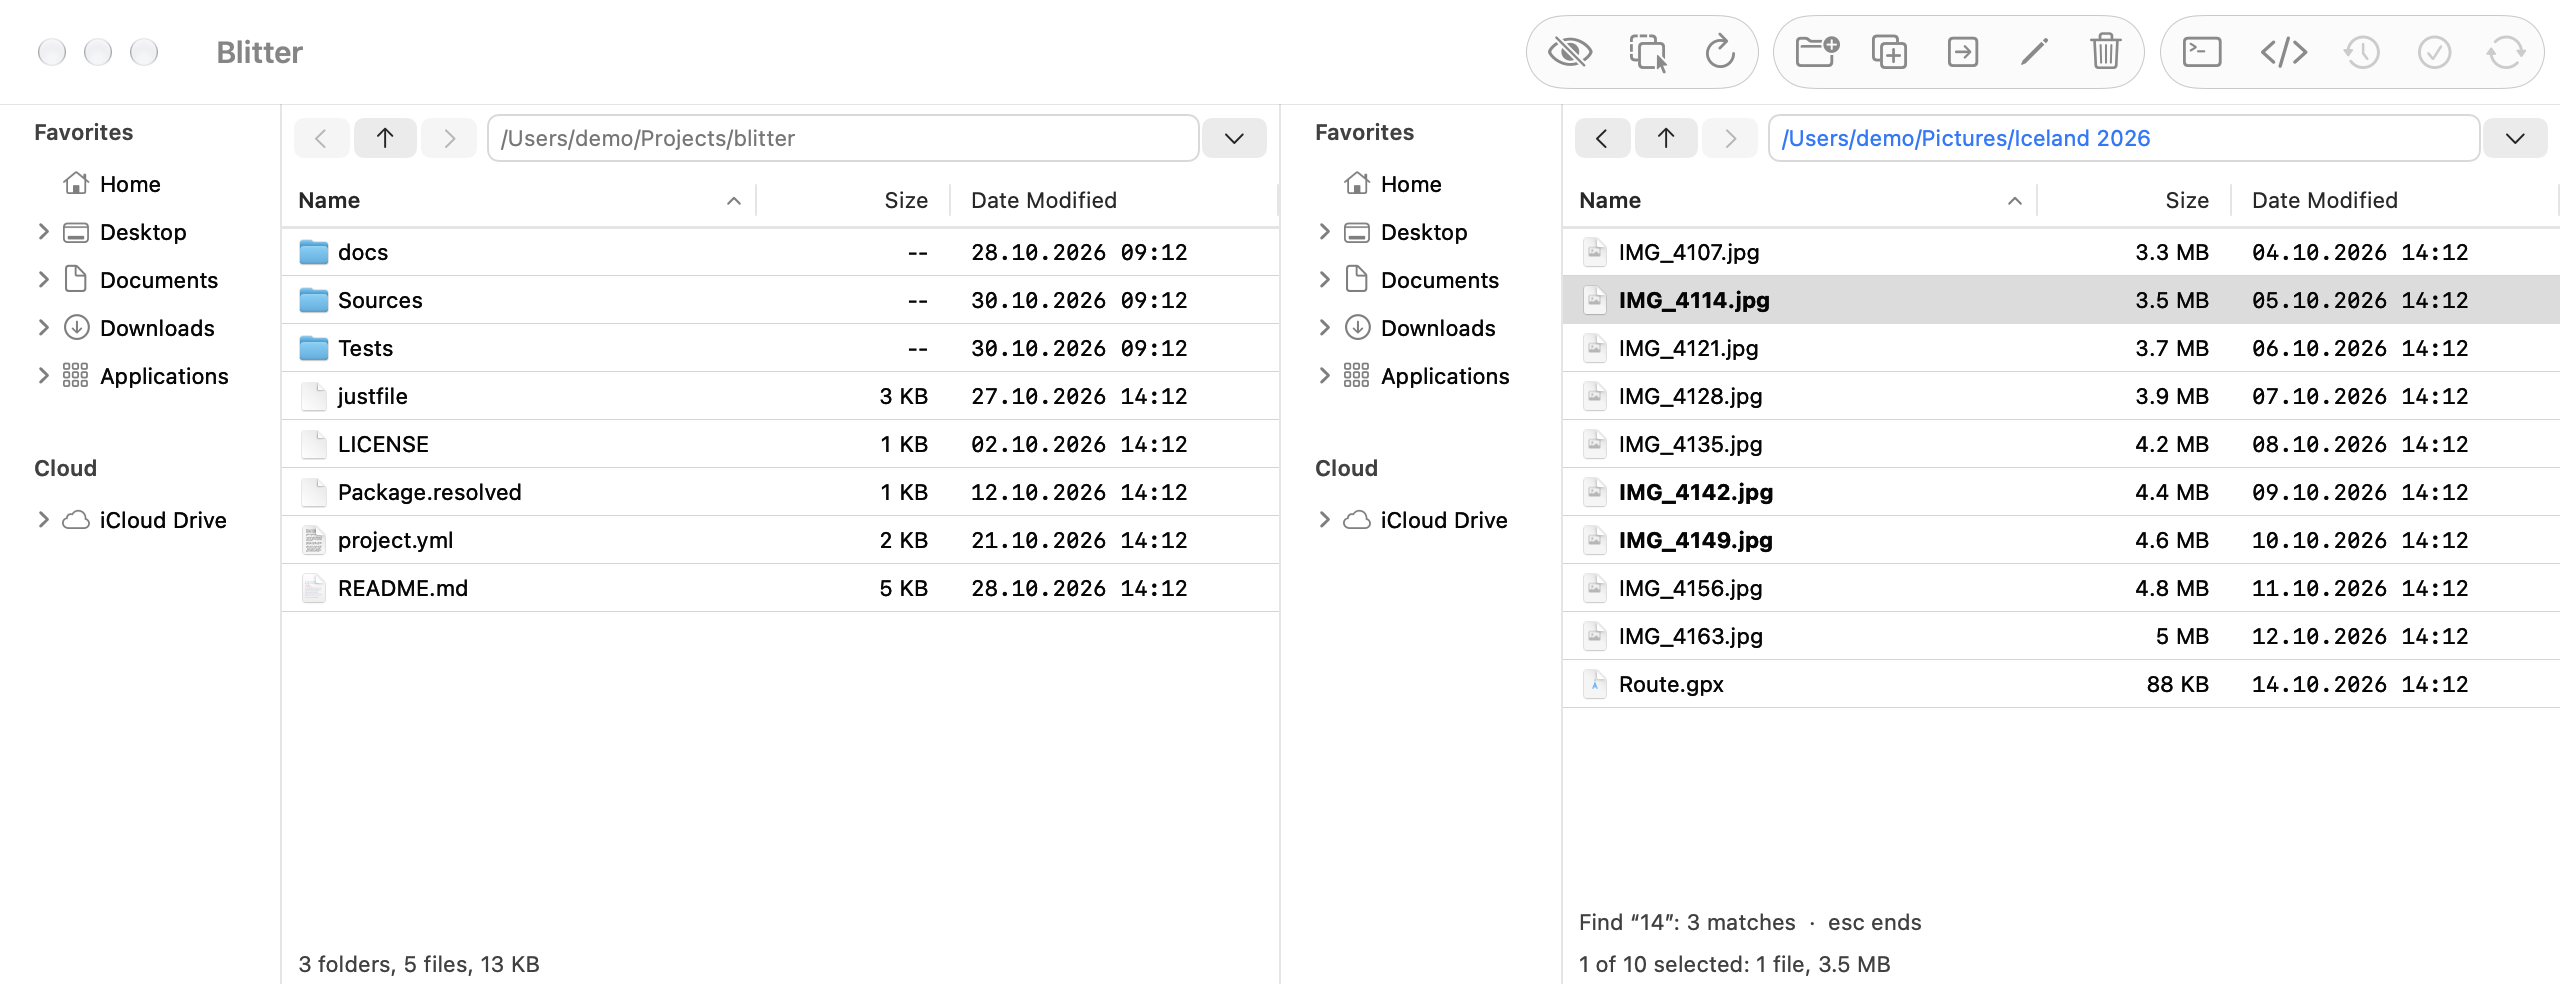 Blitter
Favorites
Home
Desktop
Documents
Downloads
Applications
Cloud
iCloud Drive
/Users/demo/Projects/blitter
Name Size Date Modified
docs -- 28.10.2026 09:12
Sources -- 30.10.2026 09:12
Tests -- 30.10.2026 09:12
justfile 3 KB 27.10.2026 14:12
LICENSE 1 KB 02.10.2026 14:12
Package.resolved 1 KB 12.10.2026 14:12
project.yml 2 KB 21.10.2026 14:12
README.md 5 KB 28.10.2026 14:12
3 folders, 5 files, 13 KB
Favorites
Home
Desktop
Documents
Downloads
Applications
Cloud
iCloud Drive
/Users/demo/Pictures/Iceland 2026
Name Size Date Modified
IMG_4107.jpg 3.3 MB 04.10.2026 14:12
IMG_4114.jpg 3.5 MB 05.10.2026 14:12
IMG_4121.jpg 3.7 MB 06.10.2026 14:12
IMG_4128.jpg 3.9 MB 07.10.2026 14:12
IMG_4135.jpg 4.2 MB 08.10.2026 14:12
IMG_4142.jpg 4.4 MB 09.10.2026 14:12
IMG_4149.jpg 4.6 MB 10.10.2026 14:12
IMG_4156.jpg 4.8 MB 11.10.2026 14:12
IMG_4163.jpg 5 MB 12.10.2026 14:12
Route.gpx 88 KB 14.10.2026 14:12
Find “14”: 3 matches · esc ends
1 of 10 selected: 1 file, 3.5 MB